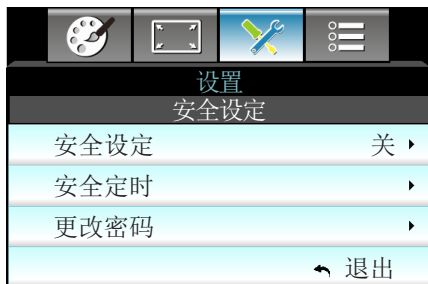 设置
安全设定
安全设定 关
安全定时
更改密码
退出